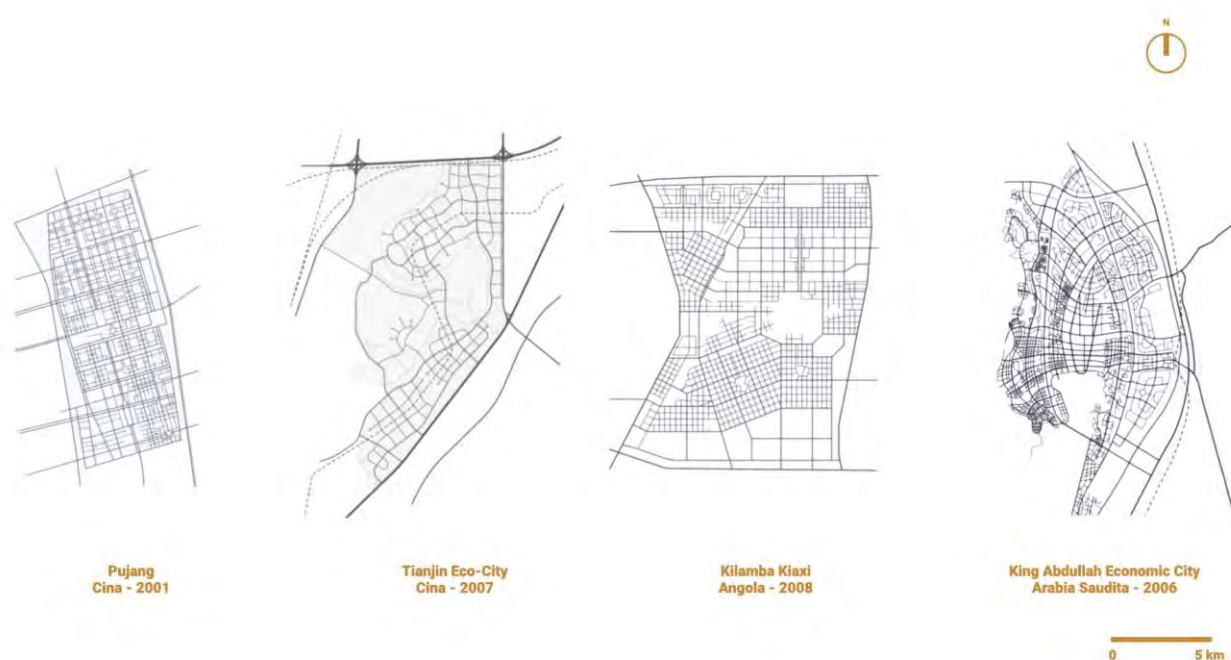 N
Pujang
Cina - 2001
Tianjin Eco-City
Cina - 2007
Kilamba Kiaxi
Angola - 2008
King Abdullah Economic City
Arabia Saudita - 2006
0 5 km